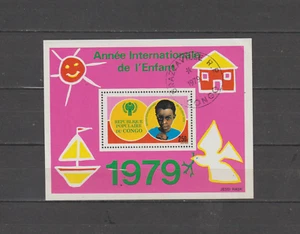 Année Internationale
de l'Enfant
REPUBLIQUE
POPULAIRE
DU CONGO
1979